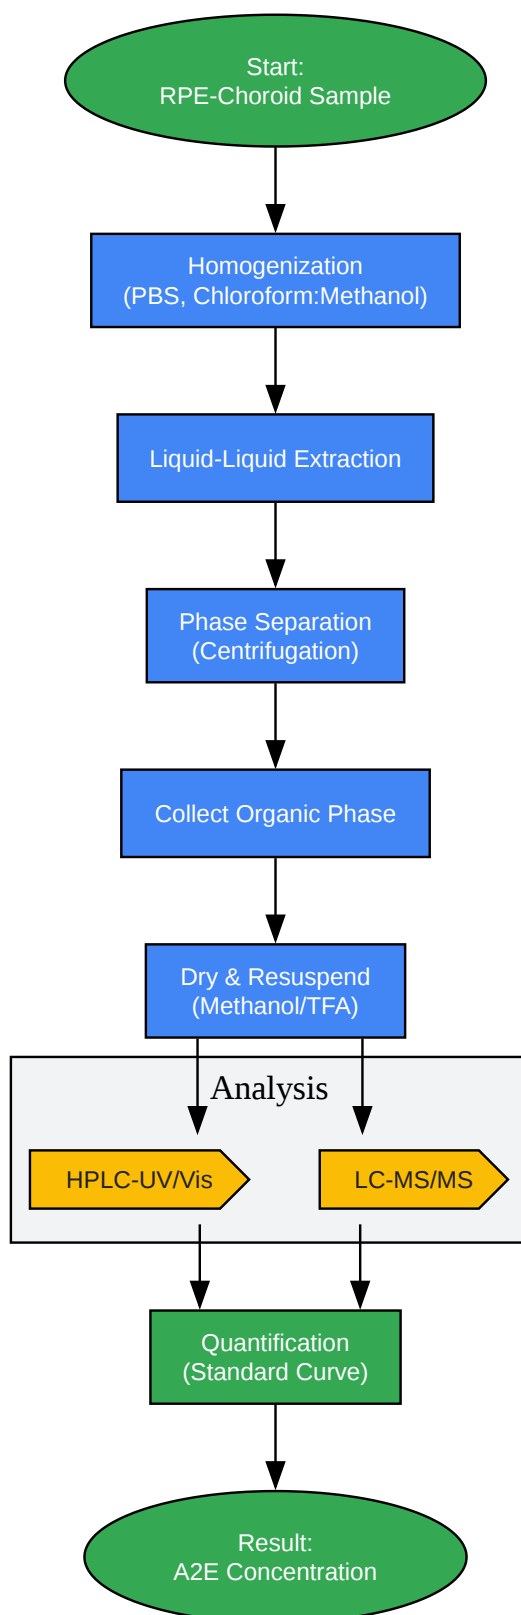 Start:
RPE-Choroid Sample
Homogenization
(PBS, Chloroform:Methanol)
Liquid-Liquid Extraction
Phase Separation
(Centrifugation)
Collect Organic Phase
Dry & Resuspend
(Methanol/TFA)
Analysis
HPLC-UV/Vis
LC-MS/MS
Quantification
(Standard Curve)
Result:
A2E Concentration